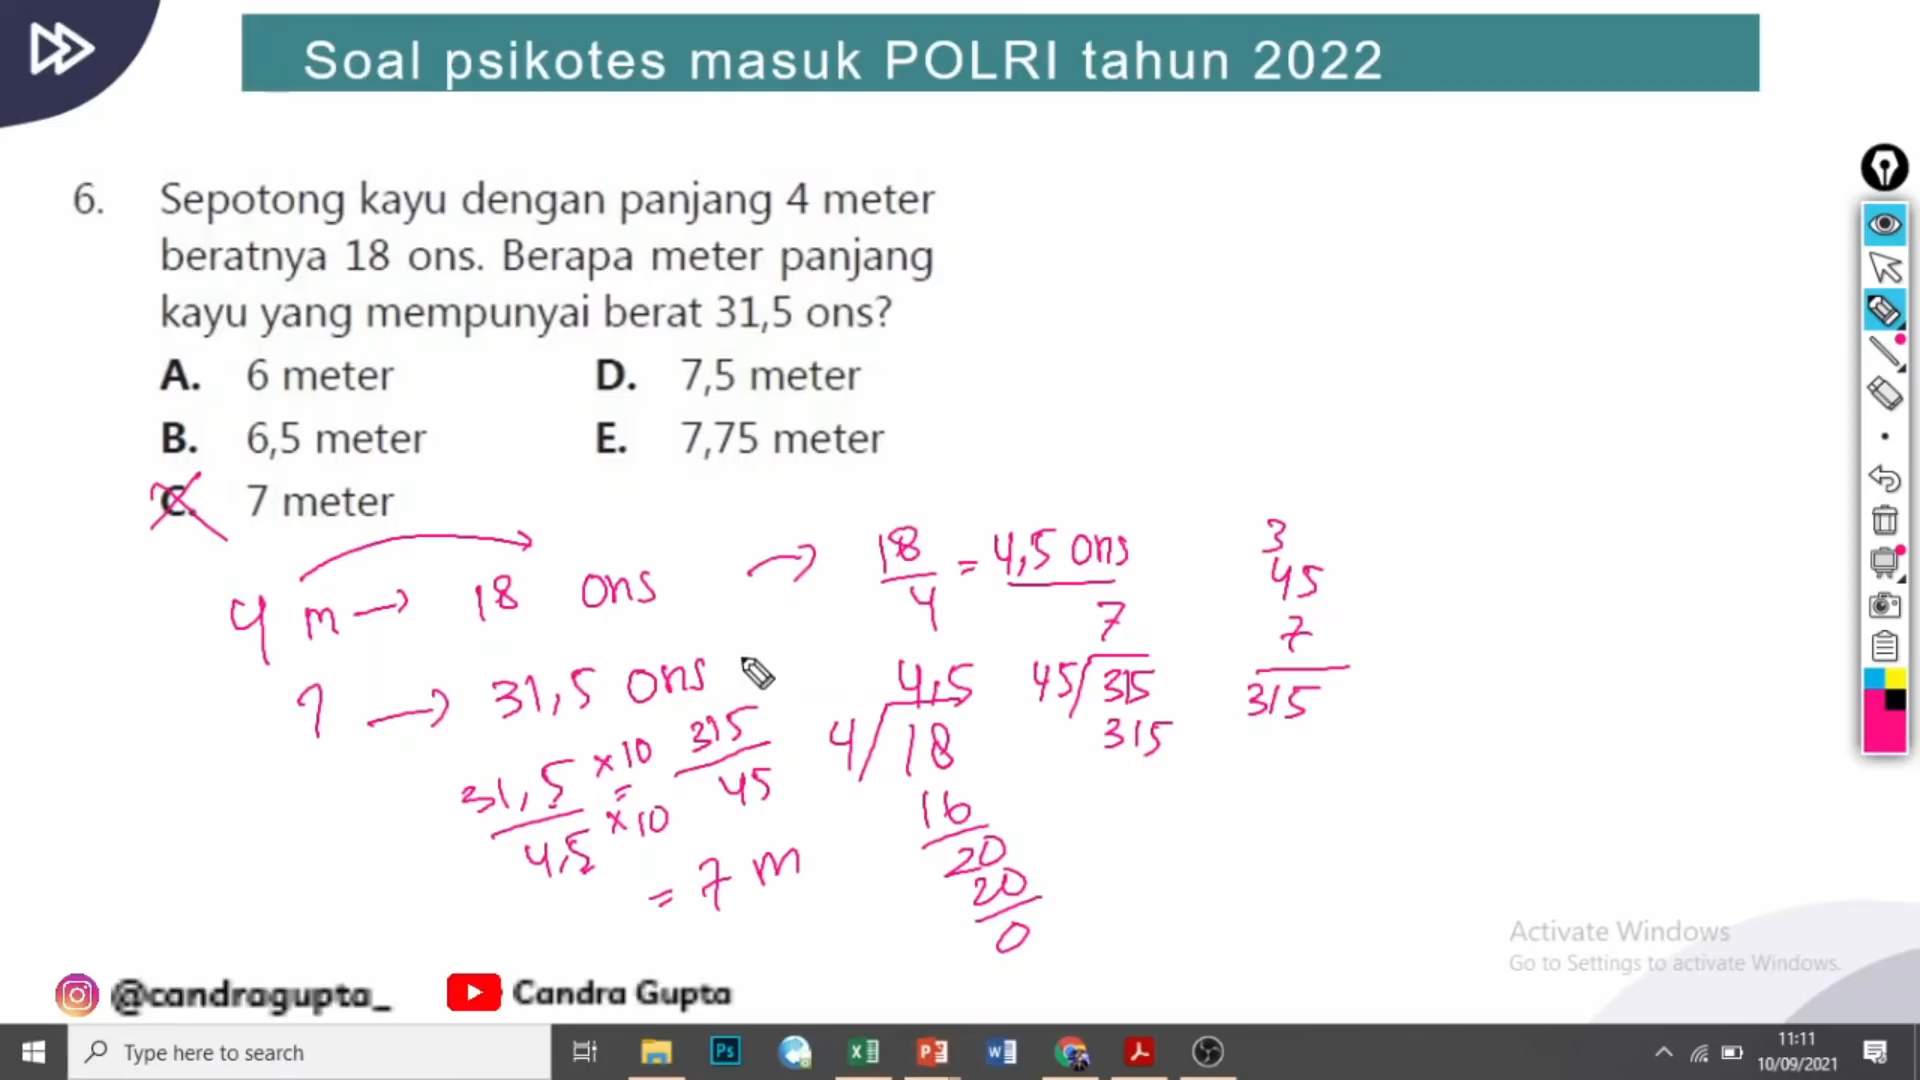 Soal psikotes masuk POLRI tahun 2022
6. Sepotong kayu dengan panjang 4 meter
beratnya 18 ons. Berapa meter panjang
kayu yang mempunyai berat 31,5 ons?
A. 6 meter
D. 7,5 meter
B. 6,5 meter
E. 7,75 meter
C. 7 meter
4 m → 18 ons → 18/4 = 4,5 ons
? → 31,5 ons
31,5 ×10 / 4,5 ×10 = 315/45
= 7 m
4,5
4/18
16
20
20
0
7
45/315
315
3
45
7
315
Activate Windows
Go to Settings to activate Windows.
@candragupta_
Candra Gupta
Type here to search
Ps
11:11
10/09/2021